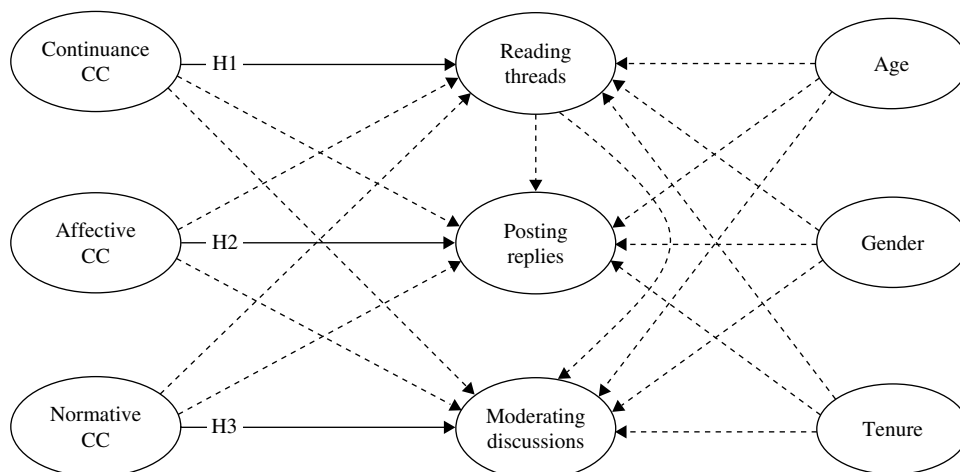 Continuance
CC
H1
Reading
threads
Age
Affective
CC
H2
Posting
replies
Gender
Normative
CC
H3
Moderating
discussions
Tenure